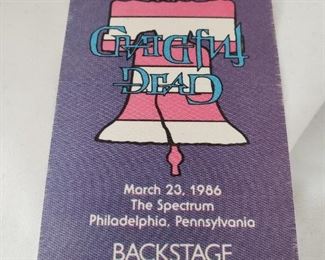 GRATEFUL
DEAD
March 23, 1986
The Spectrum
Philadelphia, Pennsylvania
BACKSTAGE